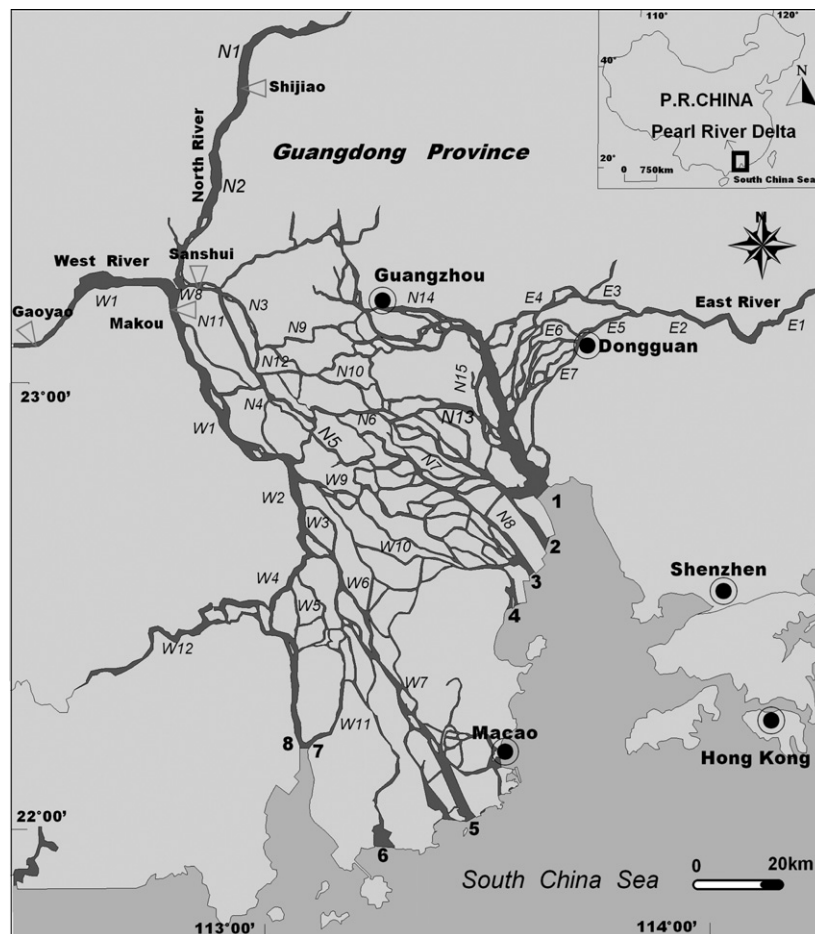 110°
120°
40°
N
P.R.CHINA
Pearl River Delta
20°
0 750km
South China Sea
N1
Shijiao
North River
Guangdong Province
N2
N
Sanshui
West River
Guangzhou
W1
W8
N14
E4
E3
East River
Gaoyao
Makou
N11
N3
N9
E6
E5
E2
E1
Dongguan
N12
N10
N15
E7
23°00'
N4
N6
N13
W1
N5
N7
W2
W9
1
N8
W3
2
W10
3
Shenzhen
W4
W6
4
W5
W12
W7
W11
Macao
8
7
Hong Kong
22°00'
5
6
0 20km
South China Sea
113°00'
114°00'